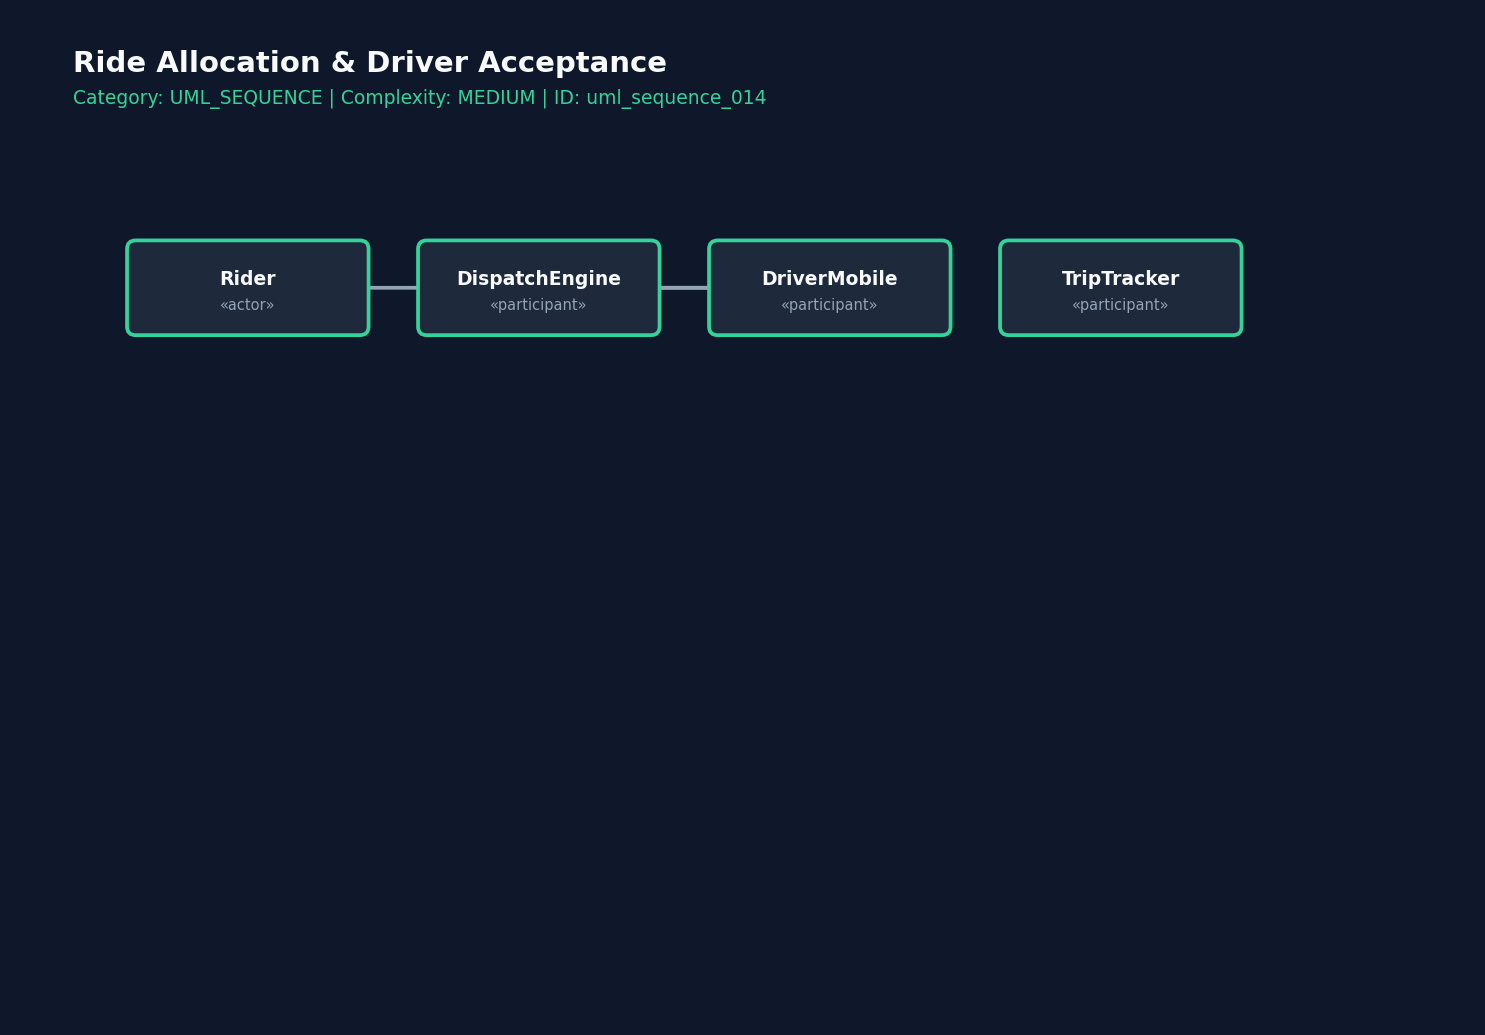 Ride Allocation & Driver Acceptance
Category: UML_SEQUENCE | Complexity: MEDIUM | ID: uml_sequence_014
Rider
«actor»
DispatchEngine
«participant»
DriverMobile
«participant»
TripTracker
«participant»